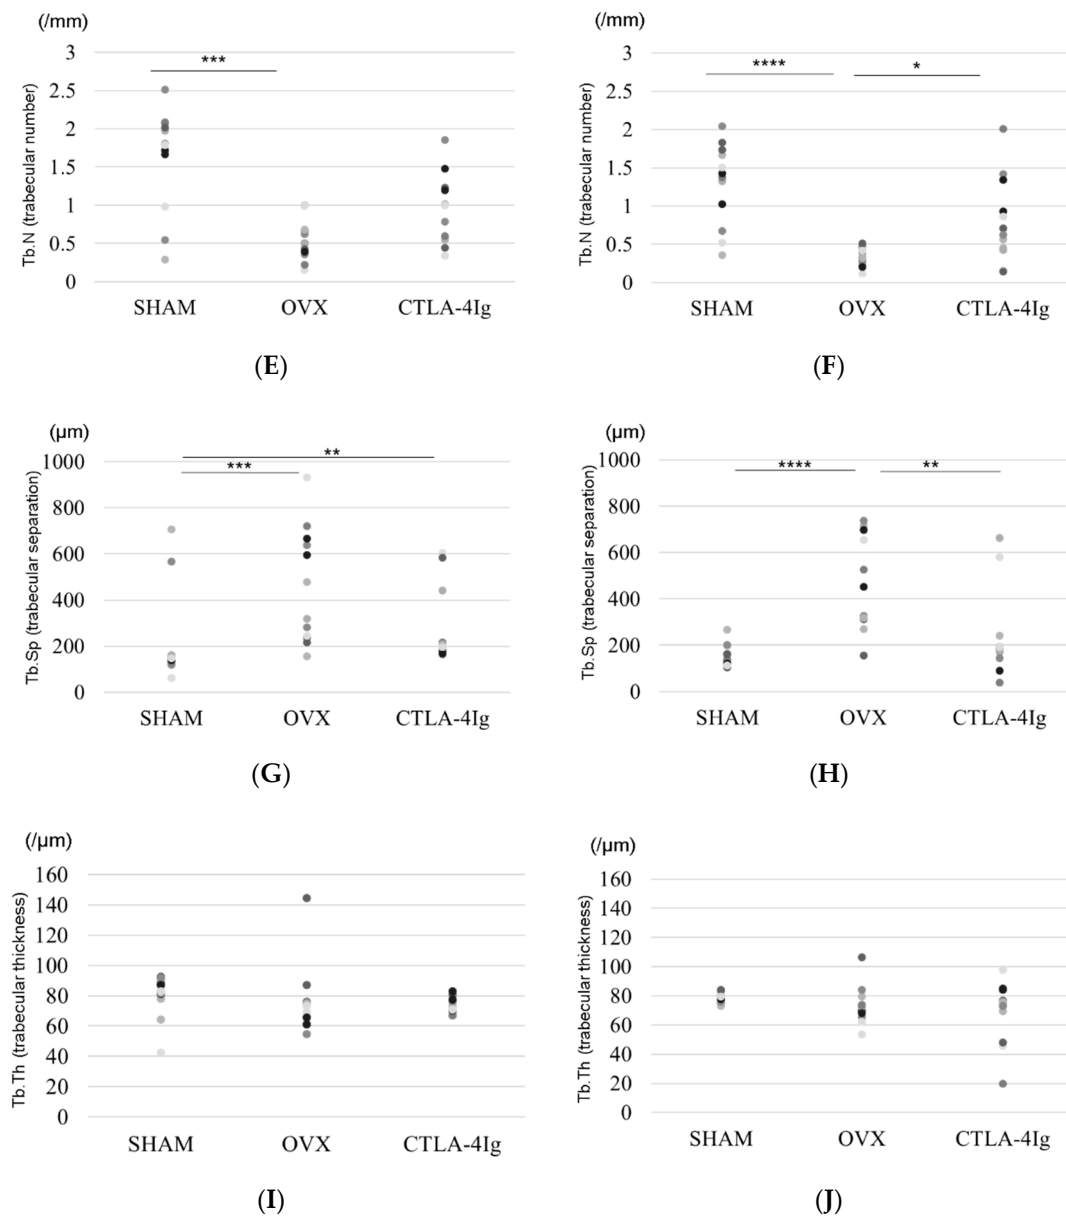 (/mm)
Tb.N (trabecular number)
3
2.5
2
1.5
1
0.5
0
***
SHAM OVX CTLA-4Ig
(E)
(/mm)
Tb.N (trabecular number)
3
2.5
2
1.5
1
0.5
0
**** *
SHAM OVX CTLA-4Ig
(F)
(μm)
Tb.Sp (trabecular separation)
1000
800
600
400
200
0
**
***
SHAM OVX CTLA-4Ig
(G)
(μm)
Tb.Sp (trabecular separation)
1000
800
600
400
200
0
**** **
SHAM OVX CTLA-4Ig
(H)
(/μm)
Tb.Th (trabecular thickness)
160
140
120
100
80
60
40
20
0
SHAM OVX CTLA-4Ig
(I)
(/μm)
Tb.Th (trabecular thickness)
160
140
120
100
80
60
40
20
0
SHAM OVX CTLA-4Ig
(J)